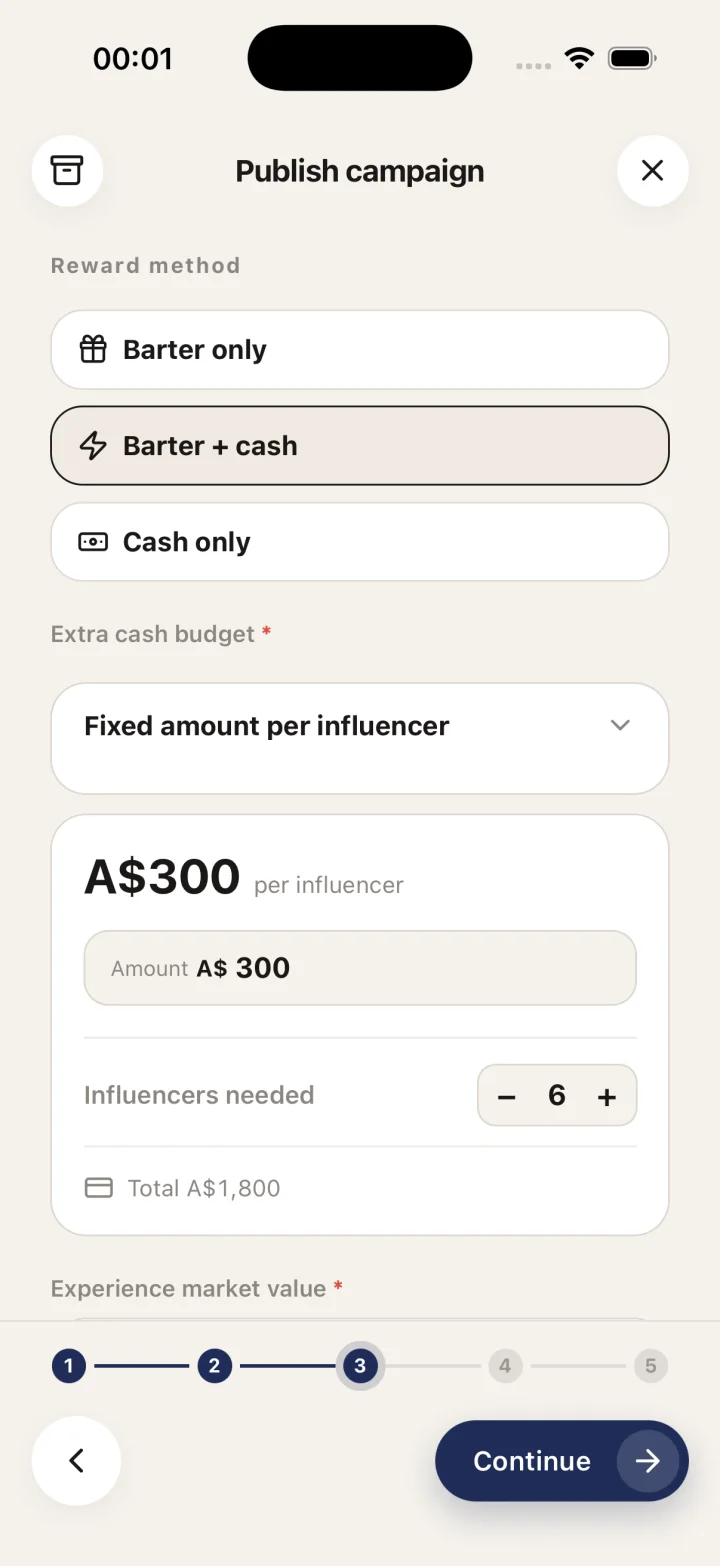 00:01
Publish campaign
Reward method
Barter only
Barter + cash
Cash only
Extra cash budget *
Fixed amount per influencer
A$300 per influencer
Amount A$ 300
Influencers needed − 6 +
Total A$1,800
Experience market value *
1 2 3 4 5
Continue